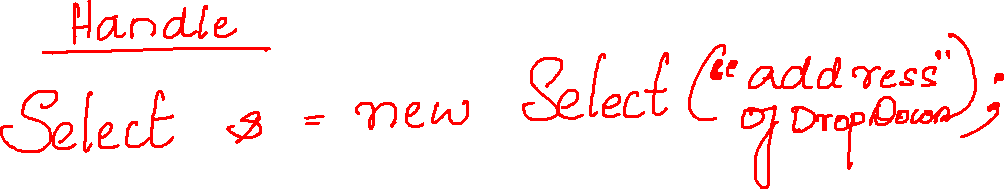 Handle
Select s = new Select ("address" of DropDown);